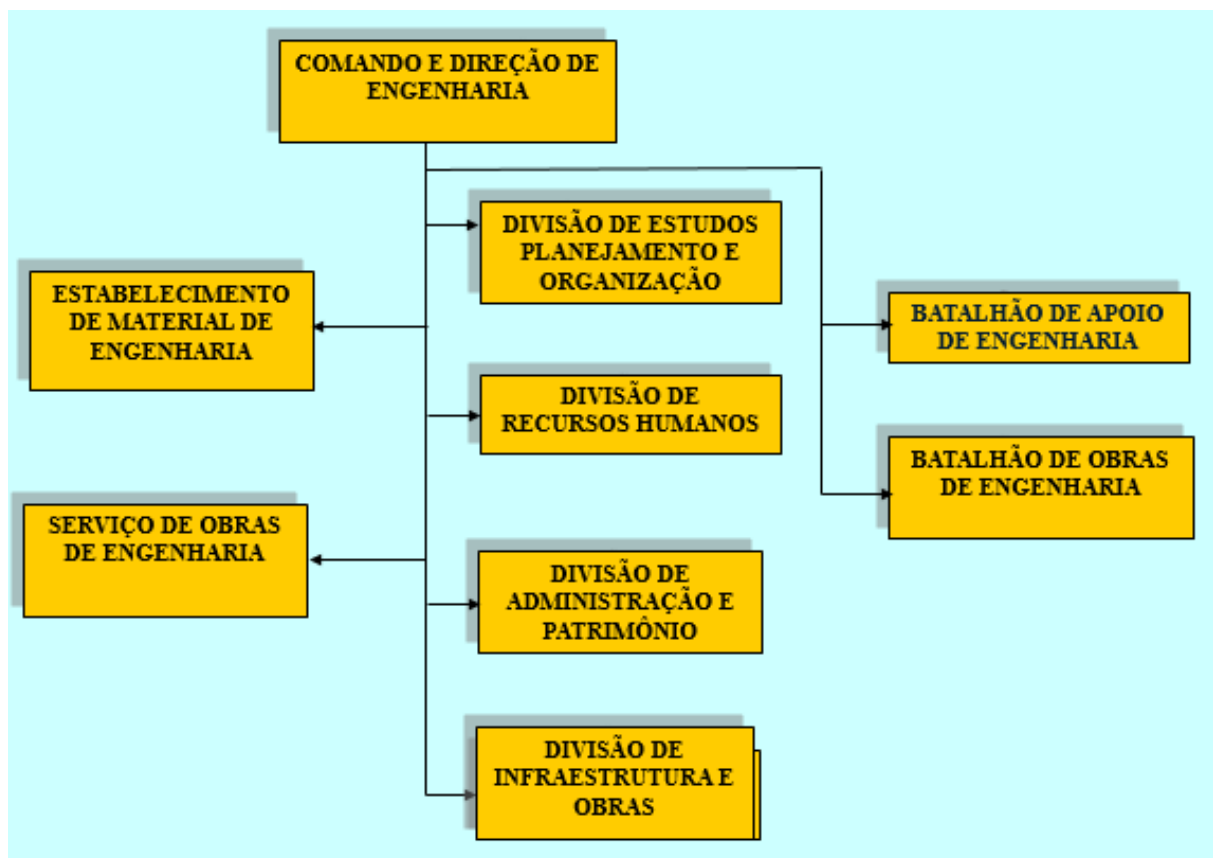 COMANDO E DIREÇÃO DE
ENGENHARIA
DIVISÃO DE ESTUDOS
PLANEJAMENTO E
ORGANIZAÇÃO
ESTABELECIMENTO
DE MATERIAL DE
ENGENHARIA
BATALHÃO DE APOIO
DE ENGENHARIA
DIVISÃO DE
RECURSOS HUMANOS
BATALHÃO DE OBRAS
DE ENGENHARIA
SERVIÇO DE OBRAS
DE ENGENHARIA
DIVISÃO DE
ADMINISTRAÇÃO E
PATRIMÔNIO
DIVISÃO DE
INFRAESTRUTURA E
OBRAS